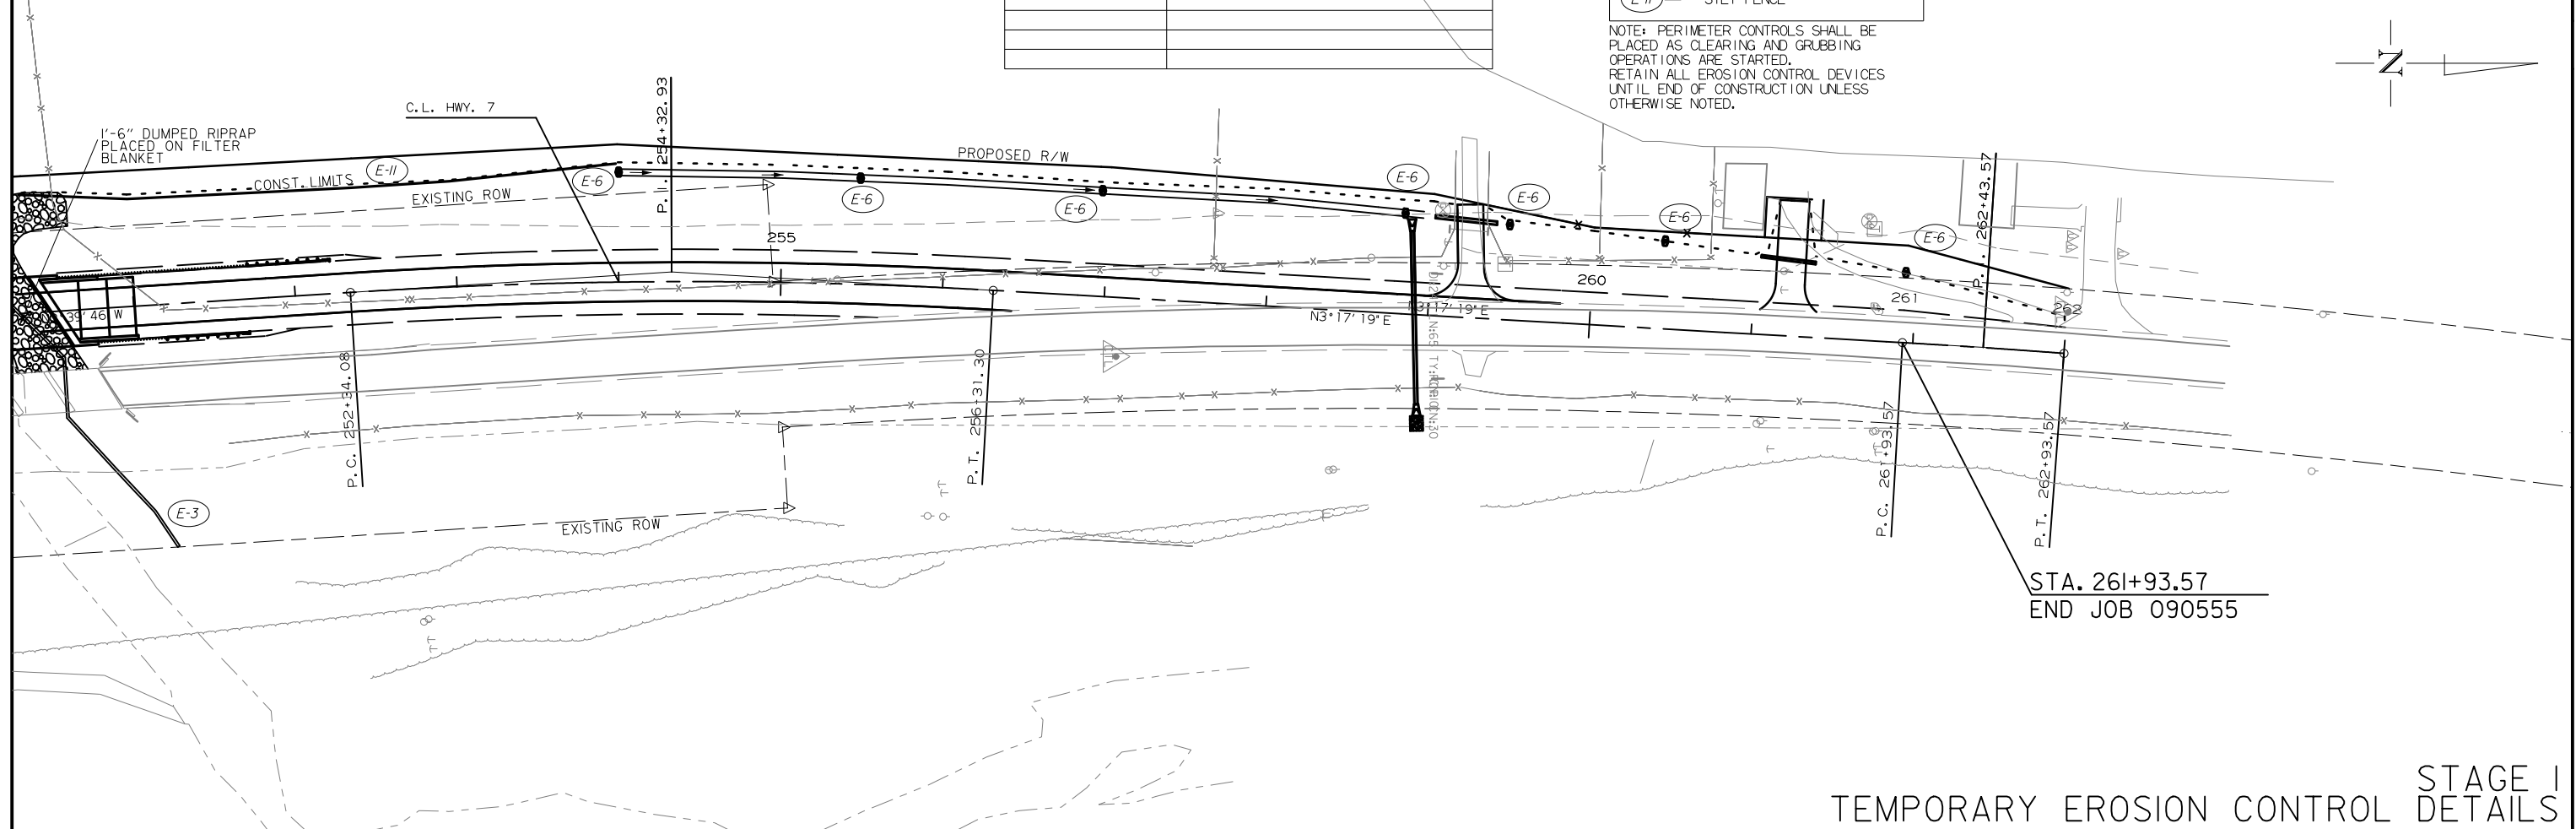 E-11
NOTE: PERIMETER CONTROLS SHALL BE
PLACED AS CLEARING AND GRUBBING
OPERATIONS ARE STARTED.
RETAIN ALL EROSION CONTROL DEVICES
UNTIL END OF CONSTRUCTION UNLESS
OTHERWISE NOTED.
N
C.L. HWY. 7
1'-6" DUMPED RIPRAP
PLACED ON FILTER
BLANKET
P.I. 254+32.93
PROPOSED R/W
E-11
CONST. LIMITS
EXISTING ROW
E-6
E-6
E-6
E-6
E-6
E-6
E-6
P.I. 262+43.57
255
260
261
262
39'46"W
N3°17'19"E
P.C. 252+34.08
P.T. 256+31.30
P.C. 261+93.57
P.T. 262+93.57
E-3
EXISTING ROW
STA. 261+93.57
END JOB 090555
STAGE 1
TEMPORARY EROSION CONTROL DETAILS